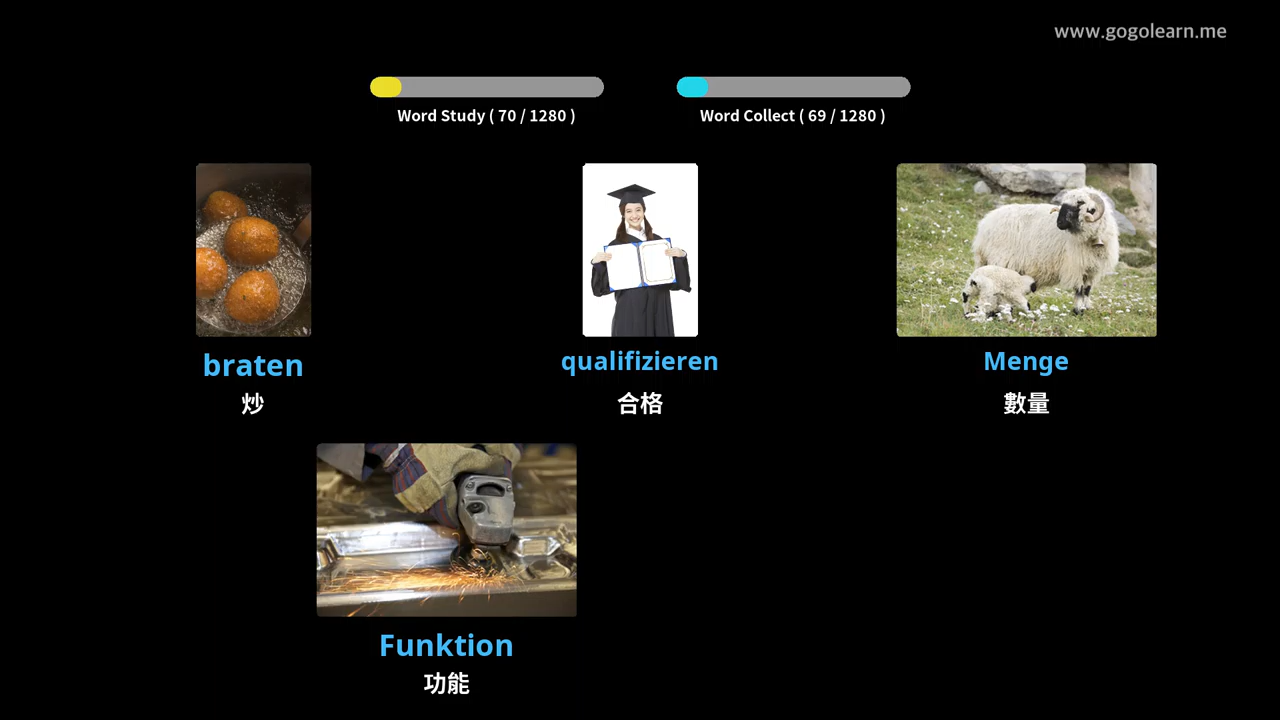 www.gogolearn.me
Word Study ( 70 / 1280 )
Word Collect ( 69 / 1280 )
braten
炒
qualifizieren
合格
Menge
數量
Funktion
功能